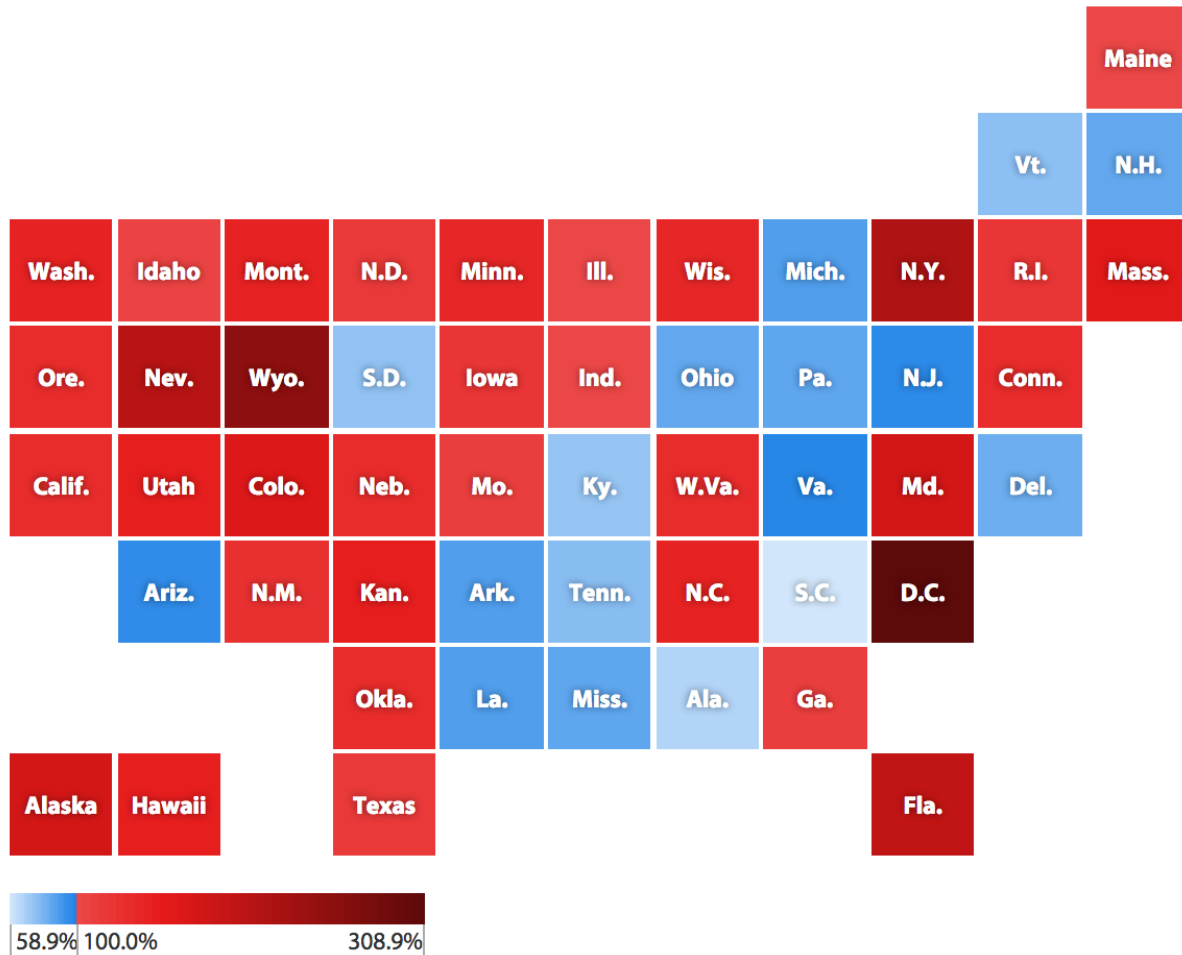 Maine
Vt. N.H.
Wash. Idaho Mont. N.D. Minn. Ill. Wis. Mich. N.Y. R.I. Mass.
Ore. Nev. Wyo. S.D. Iowa Ind. Ohio Pa. N.J. Conn.
Calif. Utah Colo. Neb. Mo. Ky. W.Va. Va. Md. Del.
Ariz. N.M. Kan. Ark. Tenn. N.C. S.C. D.C.
Okla. La. Miss. Ala. Ga.
Alaska Hawaii Texas Fla.
58.9% 100.0% 308.9%